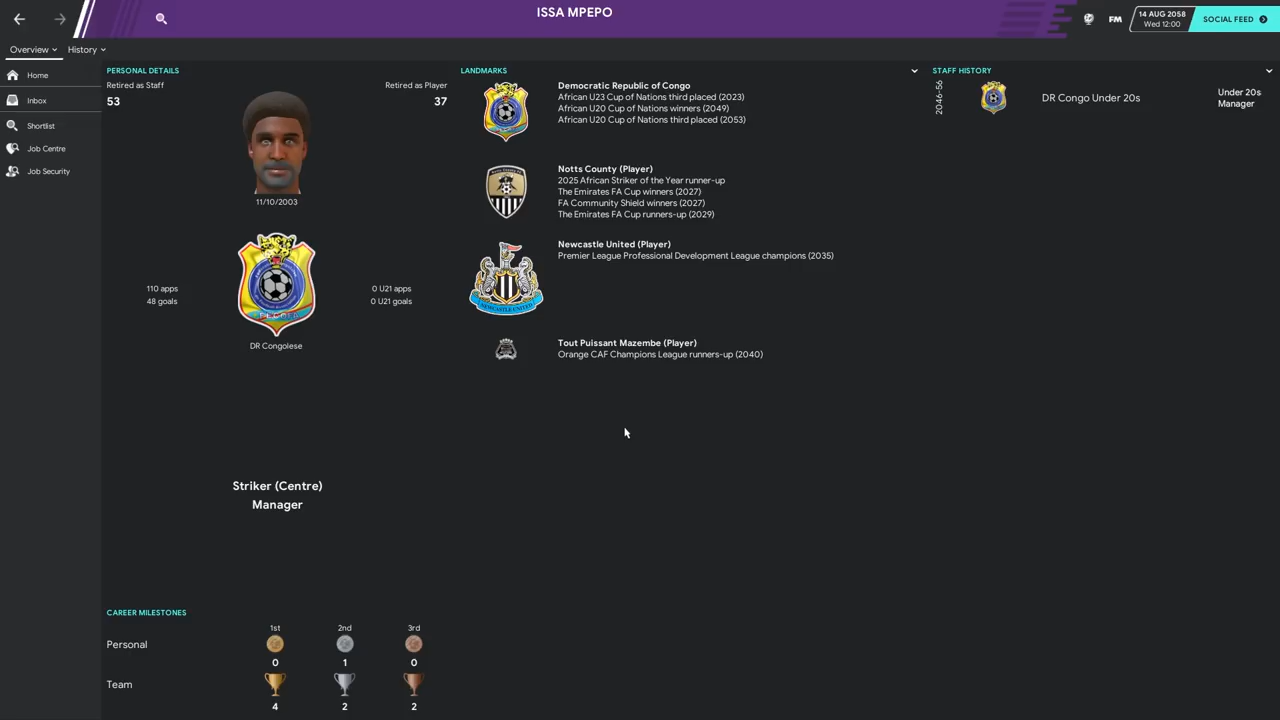 ISSA MPEPO
14 AUG 2058
Wed 12:00
FM
SOCIAL FEED
Overview
History
Home
Inbox
Shortlist
Job Centre
Job Security
PERSONAL DETAILS
Retired as Staff
53
Retired as Player
37
11/10/2003
110 apps
48 goals
0 U21 apps
0 U21 goals
DR Congolese
Striker (Centre)
Manager
CAREER MILESTONES
1st
2nd
3rd
Personal
0
1
0
Team
4
2
2
LANDMARKS
Democratic Republic of Congo
African U23 Cup of Nations third placed (2023)
African U20 Cup of Nations winners (2049)
African U20 Cup of Nations third placed (2053)
Notts County (Player)
2025 African Striker of the Year runner-up
The Emirates FA Cup winners (2027)
FA Community Shield winners (2027)
The Emirates FA Cup runners-up (2029)
NEWCASTLE UNITED
Newcastle United (Player)
Premier League Professional Development League champions (2035)
Tout Puissant Mazembe (Player)
Orange CAF Champions League runners-up (2040)
STAFF HISTORY
2046-56
DR Congo Under 20s
Under 20s
Manager